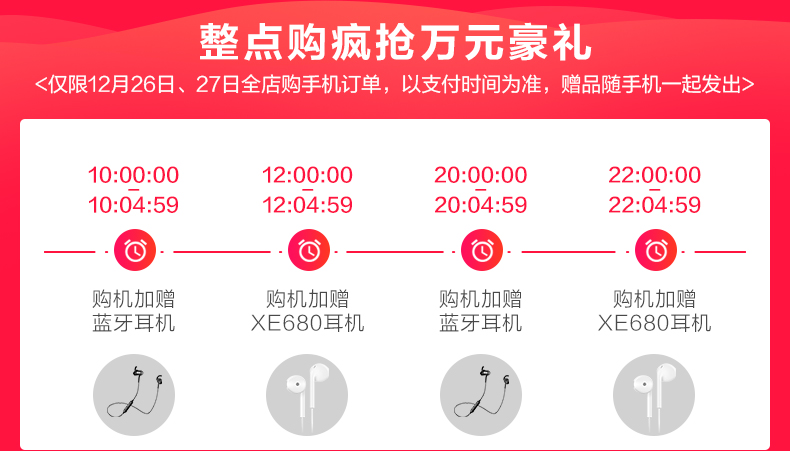 整点购疯抢万元豪礼
<仅限12月26日、27日全店购手机订单，以支付时间为准，赠品随手机一起发出>
10:00:00
–
10:04:59
购机加赠
蓝牙耳机
12:00:00
–
12:04:59
购机加赠
XE680耳机
20:00:00
–
20:04:59
购机加赠
蓝牙耳机
22:00:00
–
22:04:59
购机加赠
XE680耳机